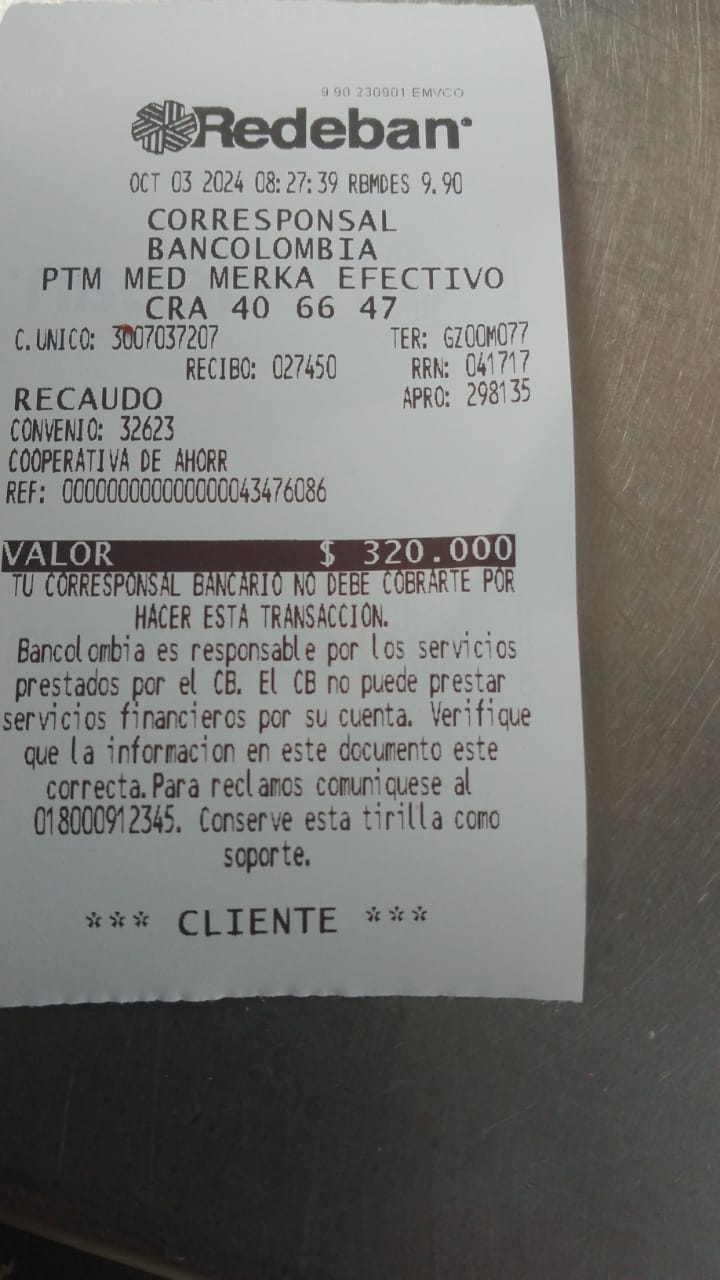 9.90 230901 EMVCO
Redeban
OCT 03 2024 08:27:39 RBMDES 9.90
CORRESPONSAL
BANCOLOMBIA
PTM MED MERKA EFECTIVO
CRA 40 66 47
C.UNICO: 3007037207 TER: GZ00M077
RECIBO: 027450 RRN: 041717
RECAUDO APRO: 298135
CONVENIO: 32623
COOPERATIVA DE AHORR
REF: 000000000000000043476086
VALOR $ 320.000
TU CORRESPONSAL BANCARIO NO DEBE COBRARTE POR
HACER ESTA TRANSACCION.
Bancolombia es responsable por los servicios
prestados por el CB. El CB no puede prestar
servicios financieros por su cuenta. Verifique
que la informacion en este documento este
correcta. Para reclamos comuniquese al
018000912345. Conserve esta tirilla como
soporte.
*** CLIENTE ***